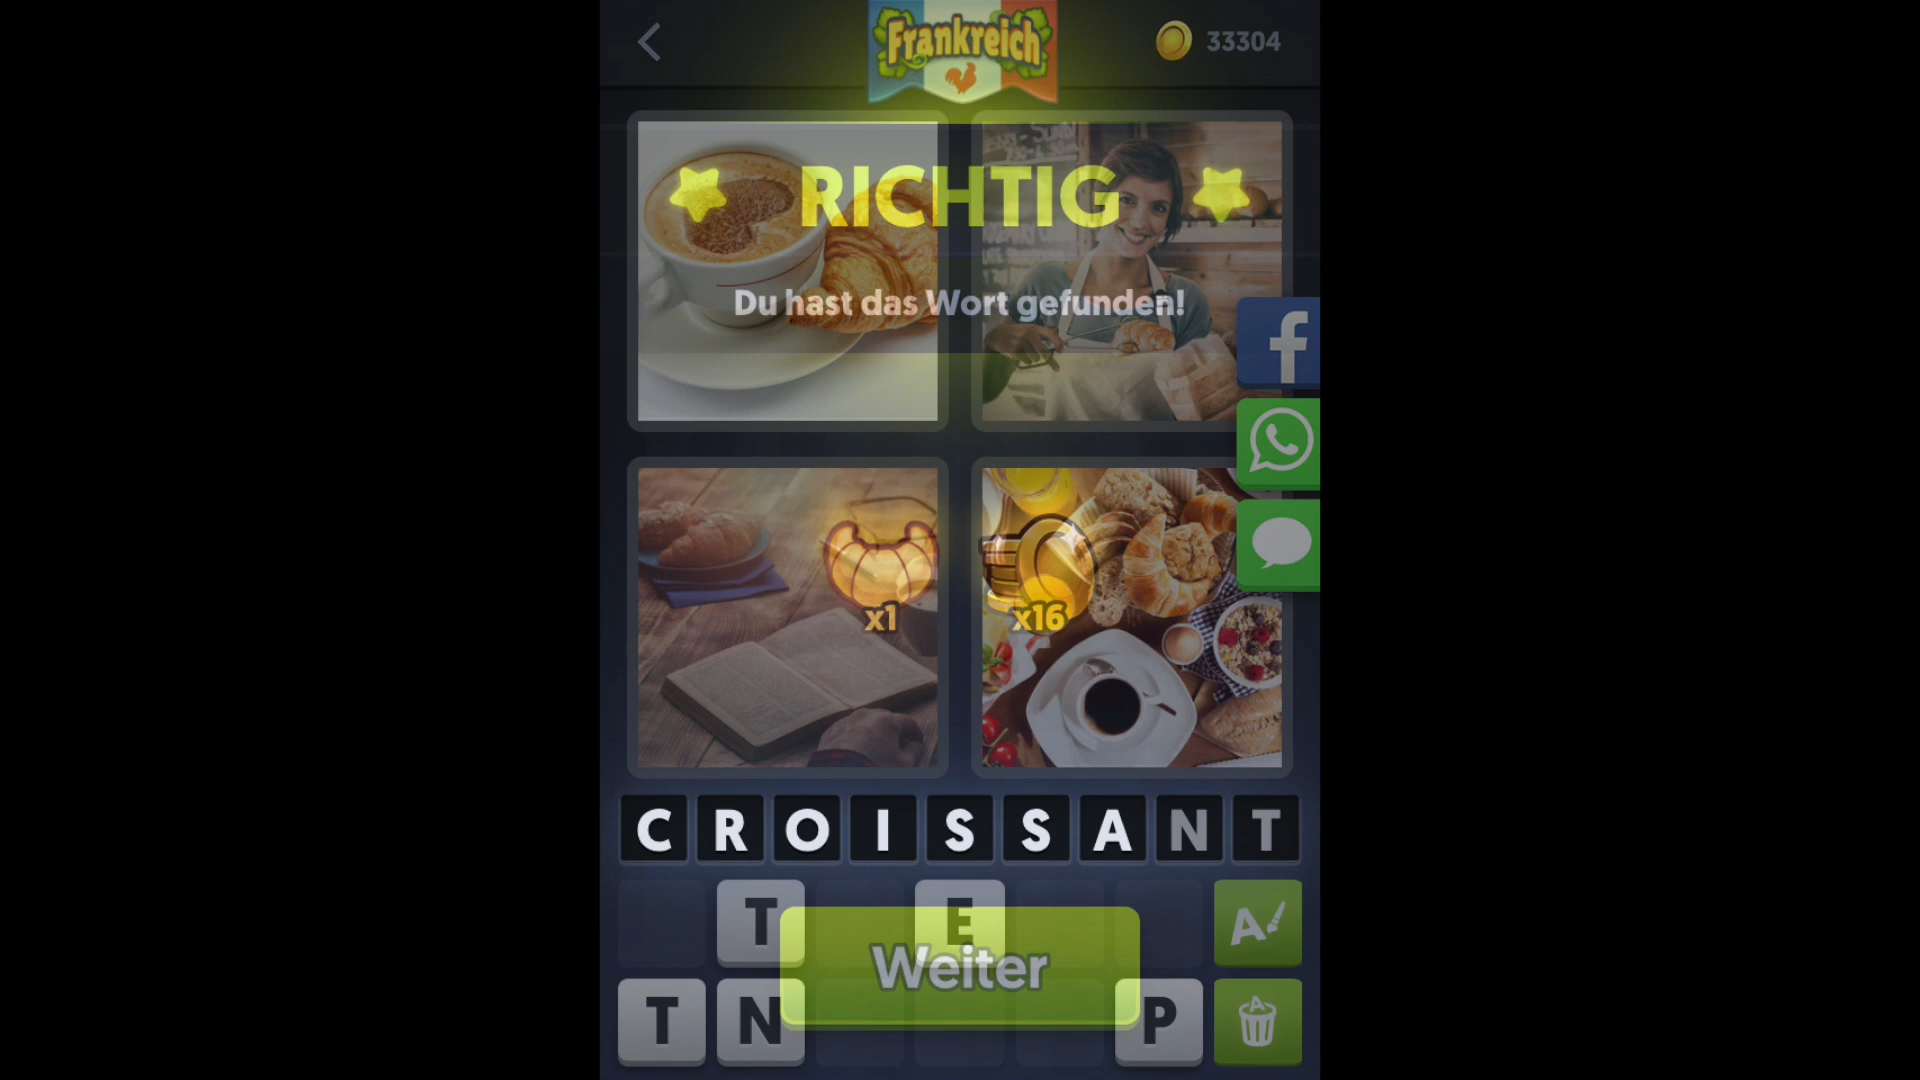 Frankreich
33304
RICHTIG
Du hast das Wort gefunden!
x1
x16
CROISSANT
T E
Weiter
T N P